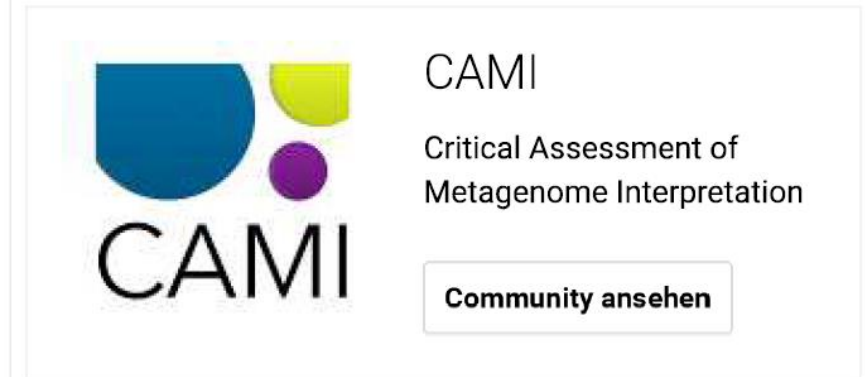 CAMI
CAMI
Critical Assessment of
Metagenome Interpretation
Community ansehen